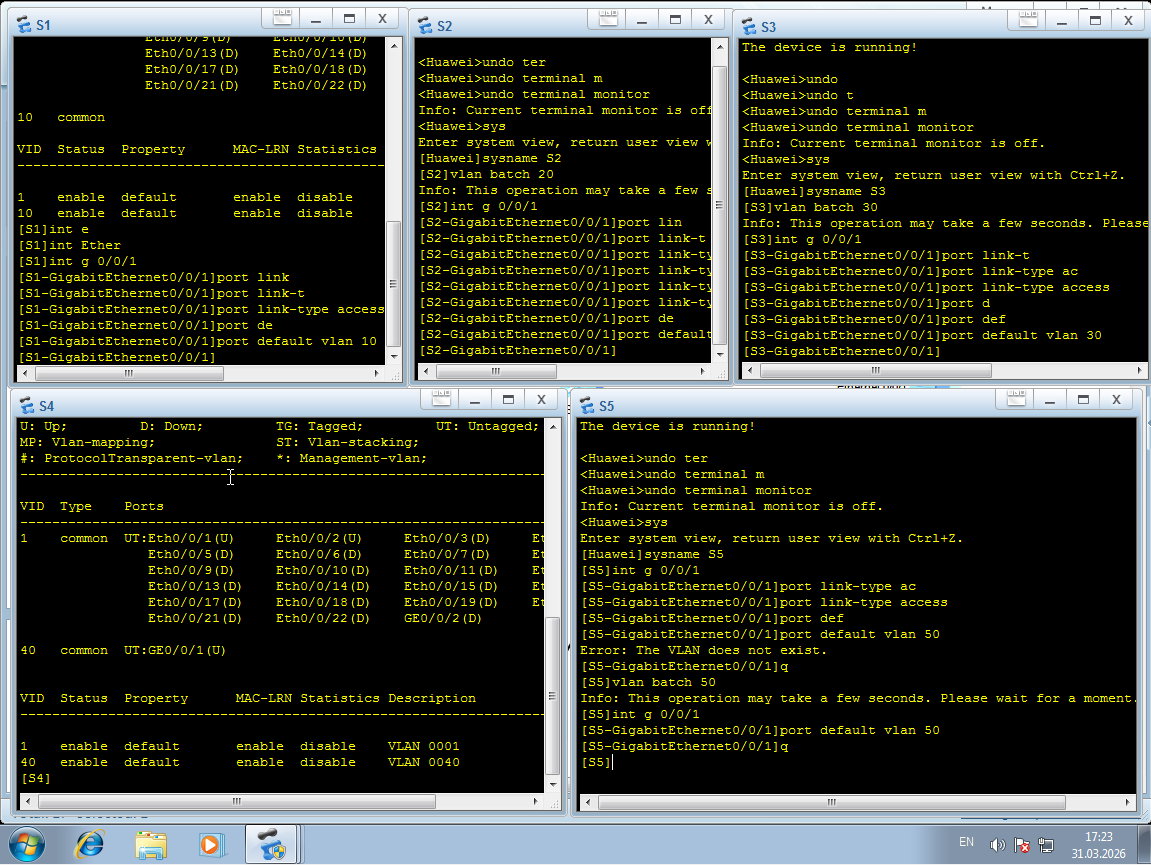 S1
Eth0/0/9(D) Eth0/0/10(D)
Eth0/0/13(D) Eth0/0/14(D)
Eth0/0/17(D) Eth0/0/18(D)
Eth0/0/21(D) Eth0/0/22(D)
10 common
VID Status Property MAC-LRN Statistics
--------------------------------------------------
1 enable default enable disable
10 enable default enable disable
[S1]int e
[S1]int Ether
[S1]int g 0/0/1
[S1-GigabitEthernet0/0/1]port link
[S1-GigabitEthernet0/0/1]port link-t
[S1-GigabitEthernet0/0/1]port link-type access
[S1-GigabitEthernet0/0/1]port de
[S1-GigabitEthernet0/0/1]port default vlan 10
[S1-GigabitEthernet0/0/1]
S2
<Huawei>undo ter
<Huawei>undo terminal m
<Huawei>undo terminal monitor
Info: Current terminal monitor is off
<Huawei>sys
Enter system view, return user view w
[Huawei]sysname S2
[S2]vlan batch 20
Info: This operation may take a few s
[S2]int g 0/0/1
[S2-GigabitEthernet0/0/1]port lin
[S2-GigabitEthernet0/0/1]port link-t
[S2-GigabitEthernet0/0/1]port link-ty
[S2-GigabitEthernet0/0/1]port link-ty
[S2-GigabitEthernet0/0/1]port link-ty
[S2-GigabitEthernet0/0/1]port link-ty
[S2-GigabitEthernet0/0/1]port de
[S2-GigabitEthernet0/0/1]port default
[S2-GigabitEthernet0/0/1]
S3
The device is running!
<Huawei>undo
<Huawei>undo t
<Huawei>undo terminal m
<Huawei>undo terminal monitor
Info: Current terminal monitor is off.
<Huawei>sys
Enter system view, return user view with Ctrl+Z.
[Huawei]sysname S3
[S3]vlan batch 30
Info: This operation may take a few seconds. Please
[S3]int g 0/0/1
[S3-GigabitEthernet0/0/1]port link-t
[S3-GigabitEthernet0/0/1]port link-type ac
[S3-GigabitEthernet0/0/1]port link-type access
[S3-GigabitEthernet0/0/1]port d
[S3-GigabitEthernet0/0/1]port def
[S3-GigabitEthernet0/0/1]port default vlan 30
[S3-GigabitEthernet0/0/1]
S4
U: Up; D: Down; TG: Tagged; UT: Untagged;
MP: Vlan-mapping; ST: Vlan-stacking;
#: ProtocolTransparent-vlan; *: Management-vlan;
--------------------------------------------------
VID Type Ports
--------------------------------------------------
1 common UT:Eth0/0/1(U) Eth0/0/2(U) Eth0/0/3(D) Et
Eth0/0/5(D) Eth0/0/6(D) Eth0/0/7(D) Et
Eth0/0/9(D) Eth0/0/10(D) Eth0/0/11(D) Et
Eth0/0/13(D) Eth0/0/14(D) Eth0/0/15(D) Et
Eth0/0/17(D) Eth0/0/18(D) Eth0/0/19(D) Et
Eth0/0/21(D) Eth0/0/22(D) GE0/0/2(D)
40 common UT:GE0/0/1(U)
VID Status Property MAC-LRN Statistics Description
--------------------------------------------------
1 enable default enable disable VLAN 0001
40 enable default enable disable VLAN 0040
[S4]
S5
The device is running!
<Huawei>undo ter
<Huawei>undo terminal m
<Huawei>undo terminal monitor
Info: Current terminal monitor is off.
<Huawei>sys
Enter system view, return user view with Ctrl+Z.
[Huawei]sysname S5
[S5]int g 0/0/1
[S5-GigabitEthernet0/0/1]port link-type ac
[S5-GigabitEthernet0/0/1]port link-type access
[S5-GigabitEthernet0/0/1]port def
[S5-GigabitEthernet0/0/1]port default vlan 50
Error: The VLAN does not exist.
[S5-GigabitEthernet0/0/1]q
[S5]vlan batch 50
Info: This operation may take a few seconds. Please wait for a moment.
[S5]int g 0/0/1
[S5-GigabitEthernet0/0/1]port default vlan 50
[S5-GigabitEthernet0/0/1]q
[S5]
EN
17:23
31.03.2026